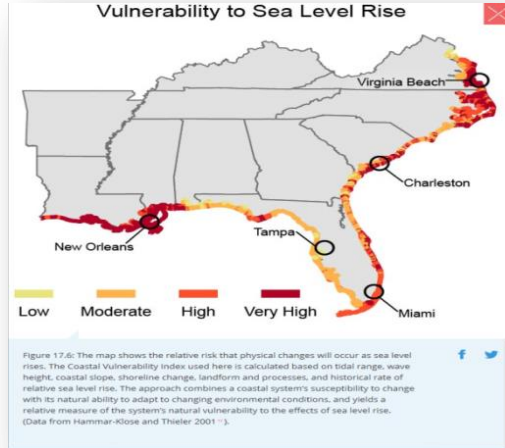 Vulnerability to Sea Level Rise
Virginia Beach
Charleston
New Orleans
Tampa
Miami
Low Moderate High Very High
Figure 17.6: The map shows the relative risk that physical changes will occur as sea level
rises. The Coastal Vulnerability Index used here is calculated based on tidal range, wave
height, coastal slope, shoreline change, landform and processes, and historical rate of
relative sea level rise. The approach combines a coastal system's susceptibility to change
with its natural ability to adapt to changing environmental conditions, and yields a
relative measure of the system's natural vulnerability to the effects of sea level rise.
(Data from Hammar-Klose and Thieler 2001).